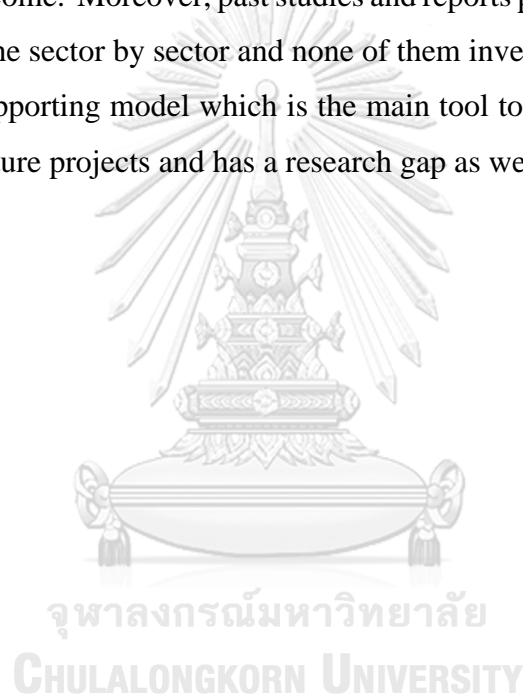 ome. Moreover, past studies and reports p
ne sector by sector and none of them inve
pporting model which is the main tool to
ture projects and has a research gap as we
จุฬาลงกรณ์มหาวิทยาลัย
CHULALONGKORN UNIVERSITY